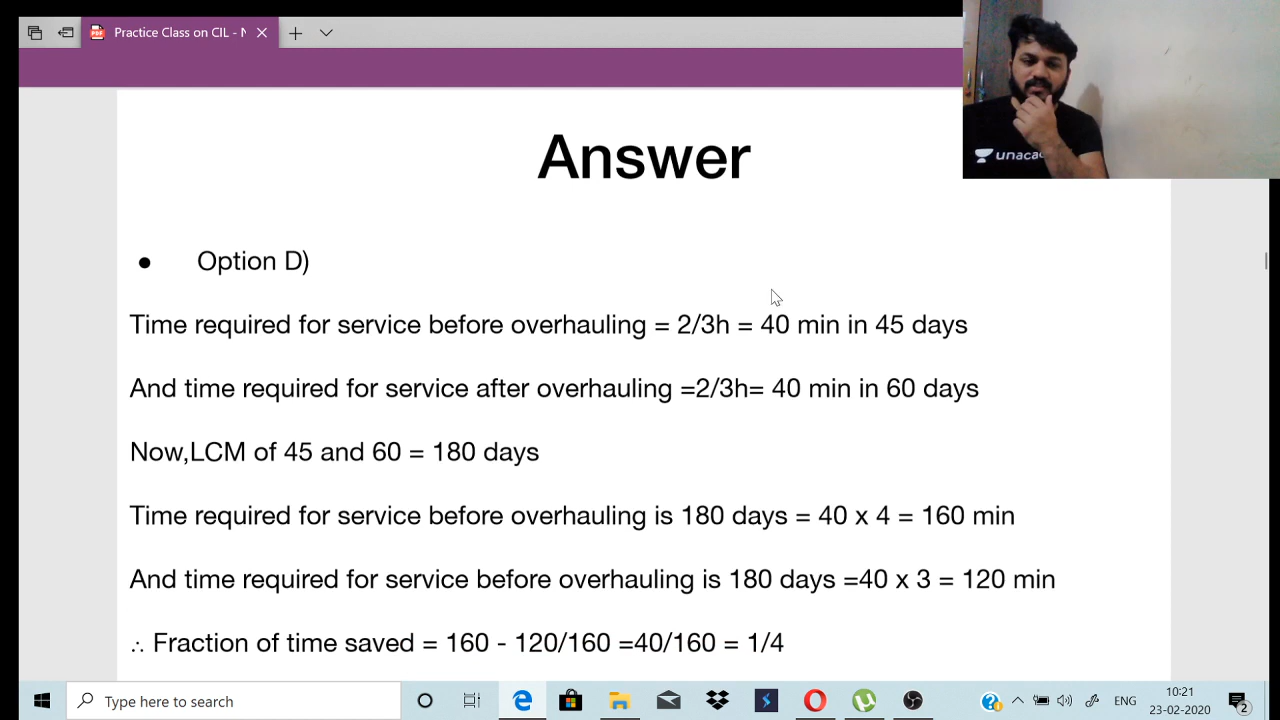 Practice Class on CIL - N
unaca
Answer
● Option D)
Time required for service before overhauling = 2/3h = 40 min in 45 days
And time required for service after overhauling =2/3h= 40 min in 60 days
Now,LCM of 45 and 60 = 180 days
Time required for service before overhauling is 180 days = 40 x 4 = 160 min
And time required for service before overhauling is 180 days =40 x 3 = 120 min
∴ Fraction of time saved = 160 - 120/160 =40/160 = 1/4
Type here to search
ENG
10:21
23-02-2020
2